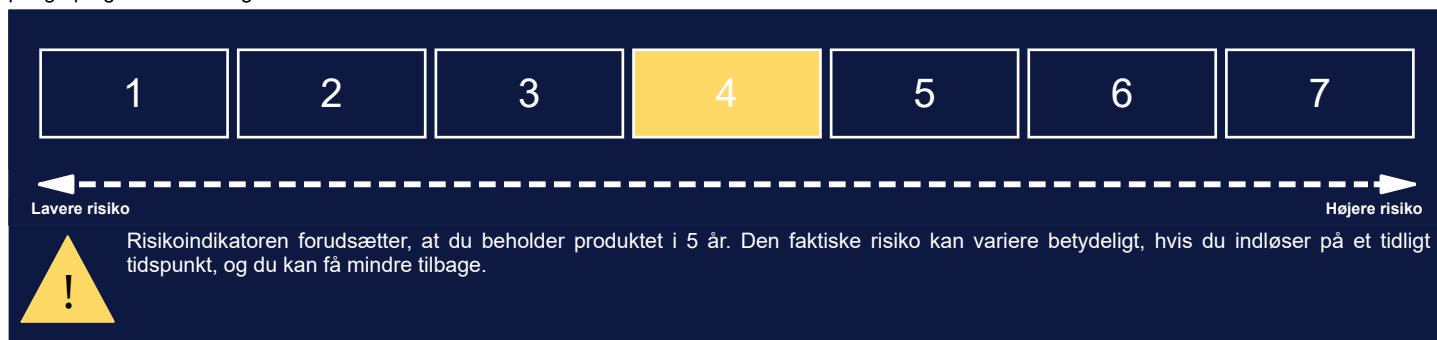 1 2 3 4 5 6 7
Lavere risiko Højere risiko
Risikoindikatoren forudsætter, at du beholder produktet i 5 år. Den faktiske risiko kan variere betydeligt, hvis du indløser på et tidligt
tidspunkt, og du kan få mindre tilbage.
!